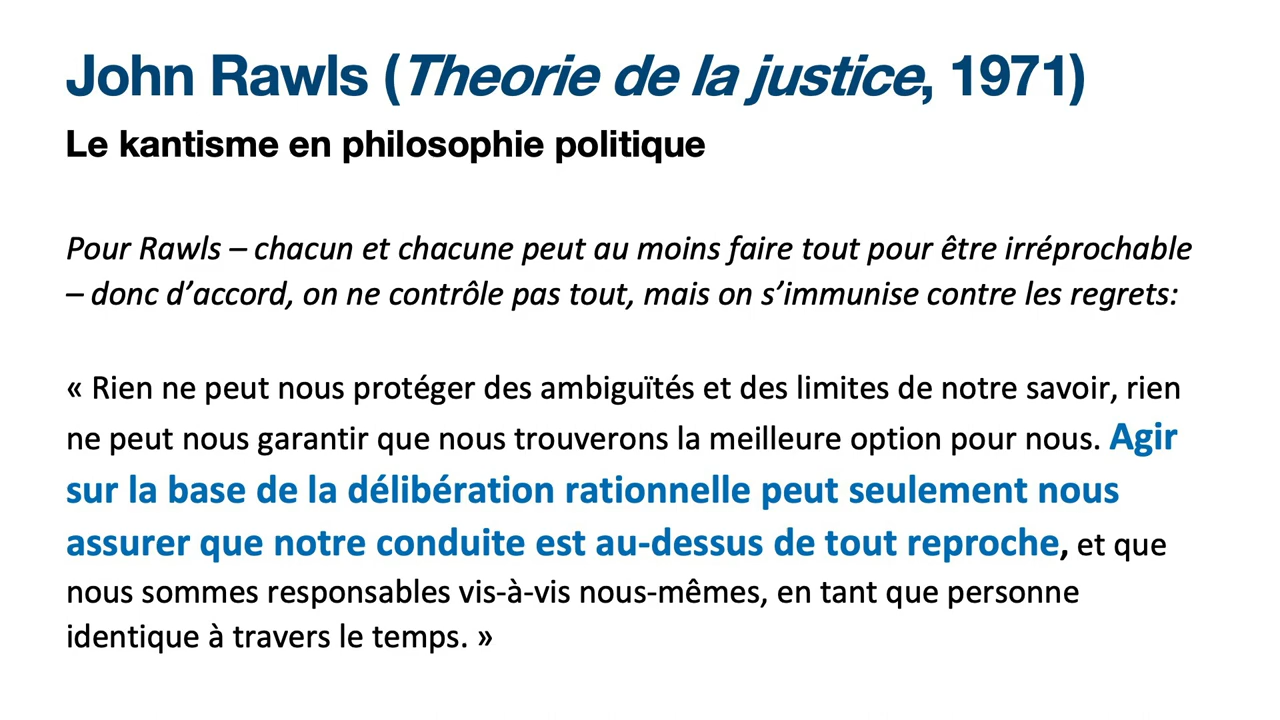 John Rawls (Theorie de la justice, 1971)
Le kantisme en philosophie politique
Pour Rawls – chacun et chacune peut au moins faire tout pour être irréprochable
– donc d’accord, on ne contrôle pas tout, mais on s’immunise contre les regrets:
« Rien ne peut nous protéger des ambiguïtés et des limites de notre savoir, rien
ne peut nous garantir que nous trouverons la meilleure option pour nous. Agir
sur la base de la délibération rationnelle peut seulement nous
assurer que notre conduite est au-dessus de tout reproche, et que
nous sommes responsables vis-à-vis nous-mêmes, en tant que personne
identique à travers le temps. »